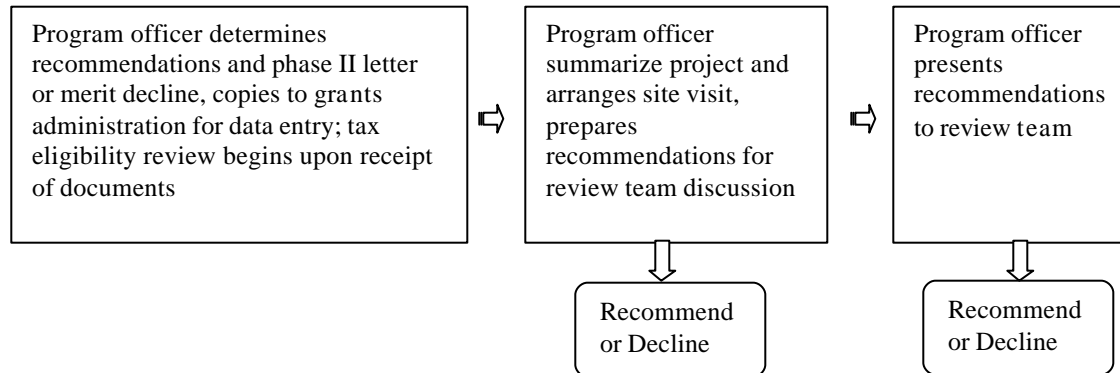 Program officer determines
recommendations and phase II letter
or merit decline, copies to grants
administration for data entry; tax
eligibility review begins upon receipt
of documents
Program officer
summarize project and
arranges site visit,
prepares
recommendations for
review team discussion
Program officer
presents
recommendations
to review team
Recommend
or Decline
Recommend
or Decline